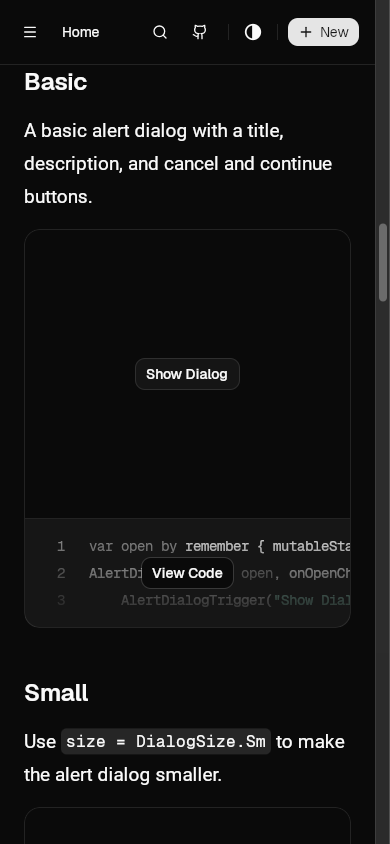 Home
New
Basic
A basic alert dialog with a title,
description, and cancel and continue
buttons.
Show Dialog
1 var open by remember { mutableSta
2 AlertDi
View Code
open, onOpenCh
3 AlertDialogTrigger("Show Dial
Small
Use size = DialogSize.Sm to make
the alert dialog smaller.